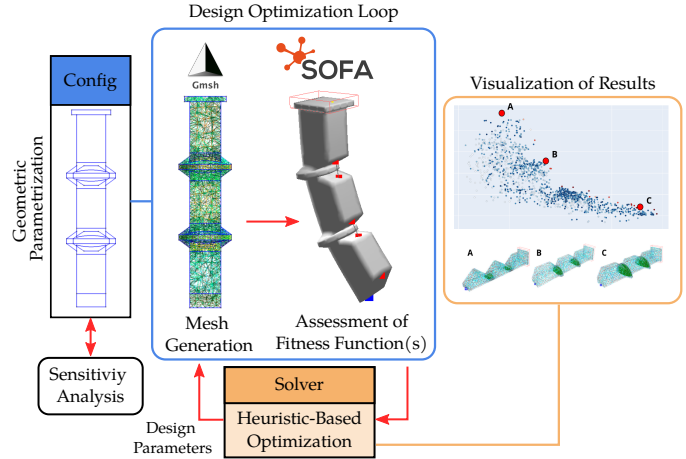 Design Optimization Loop
Config
Gmsh
SOFA
Visualization of Results
A
B
C
Geometric
Parametrization
A
B
C
Mesh
Generation
Assessment of
Fitness Function(s)
Sensitiviy
Analysis
Solver
Heuristic-Based
Optimization
Design
Parameters